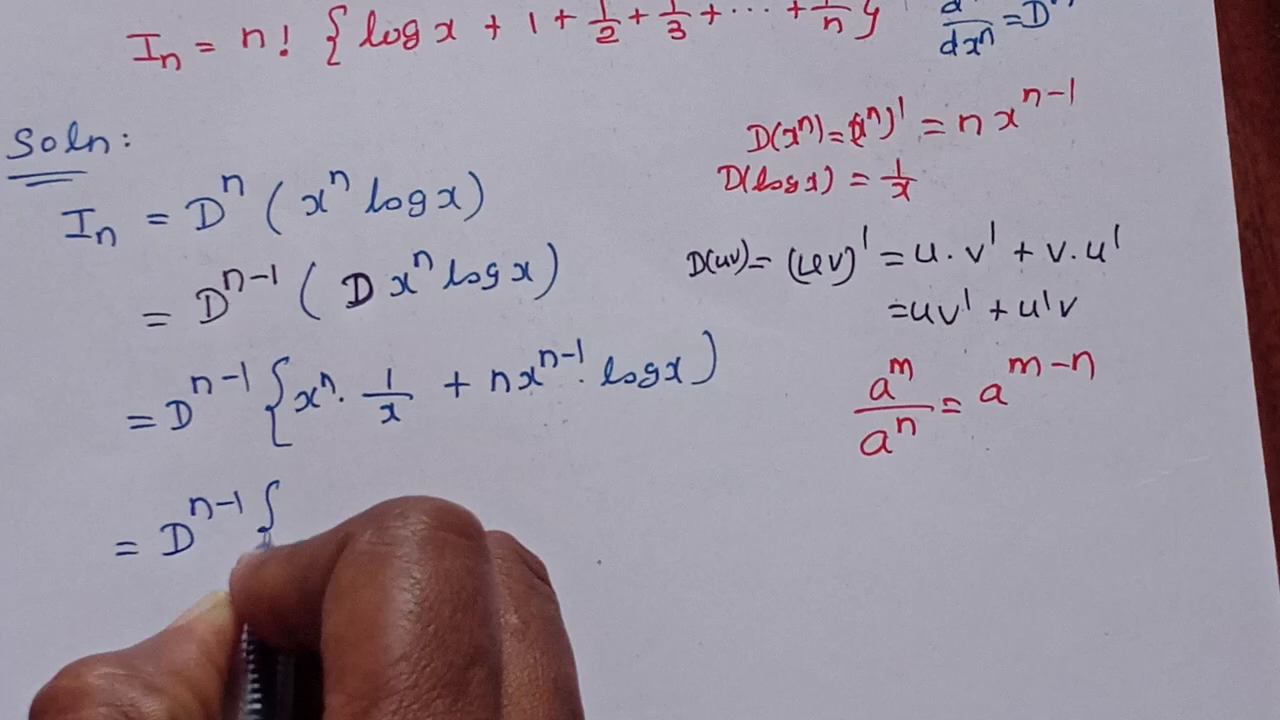 Iₙ = n! { log x + 1 + 1/2 + 1/3 + ⋯ + 1/n } d/dxⁿ = Dⁿ
Soln:
D(xⁿ) = (xⁿ)' = n xⁿ⁻¹
D(log x) = 1/x
Iₙ = Dⁿ ( xⁿ log x )
= Dⁿ⁻¹ ( D xⁿ log x )
D(uv) = (uv)' = u. v' + v. u'
= uv' + u'v
= Dⁿ⁻¹ { xⁿ. 1/x + nxⁿ⁻¹. log x )
aᵐ/aⁿ = aᵐ⁻ⁿ
= Dⁿ⁻¹ {